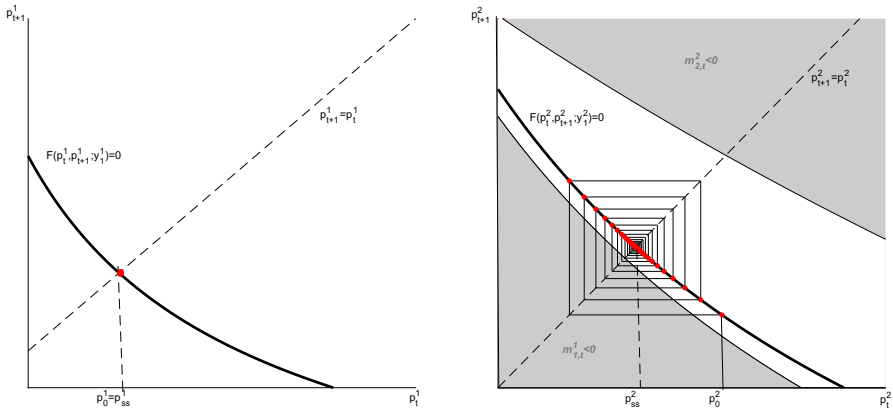 p¹ₜ₊₁
p¹ₜ₊₁=p¹ₜ
F(p¹ₜ,p¹ₜ₊₁;y¹₁)=0
p¹₀=p¹ₛₛ
p¹ₜ
p²ₜ₊₁
m²₂,ₜ<0
p²ₜ₊₁=p²ₜ
F(p²ₜ,p²ₜ₊₁;y²₁)=0
m¹₁,ₜ<0
p²ₛₛ
p²₀
p²ₜ